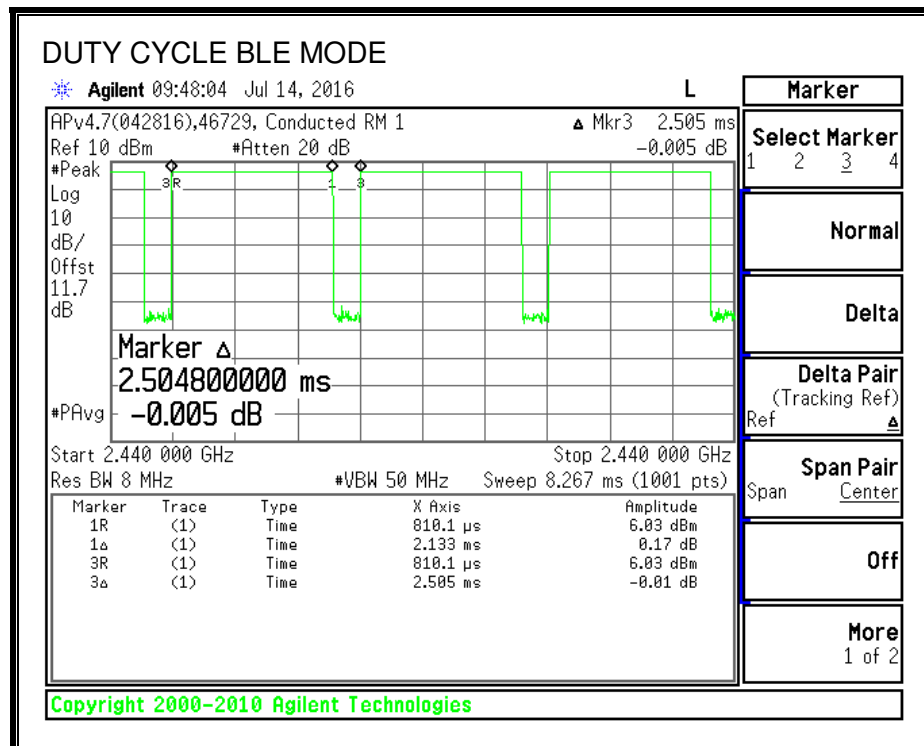 DUTY CYCLE BLE MODE
Agilent 09:48:04 Jul 14, 2016 L
APv4.7(042816),46729, Conducted RM 1 Δ Mkr3 2.505 ms
Ref 10 dBm #Atten 20 dB -0.005 dB
#Peak
Log
10
dB/
Offst
11.7
dB
3R 1 3
Marker Δ
2.504800000 ms
-0.005 dB
#PAvg
Start 2.440 000 GHz Stop 2.440 000 GHz
Res BW 8 MHz #VBW 50 MHz Sweep 8.267 ms (1001 pts)
Marker Trace Type X Axis Amplitude
1R (1) Time 810.1 µs 6.03 dBm
1Δ (1) Time 2.133 ms 0.17 dB
3R (1) Time 810.1 µs 6.03 dBm
3Δ (1) Time 2.505 ms -0.01 dB
Marker
Select Marker
1 2 3 4
Normal
Delta
Delta Pair
(Tracking Ref)
Ref Δ
Span Pair
Span Center
Off
More
1 of 2
Copyright 2000-2010 Agilent Technologies